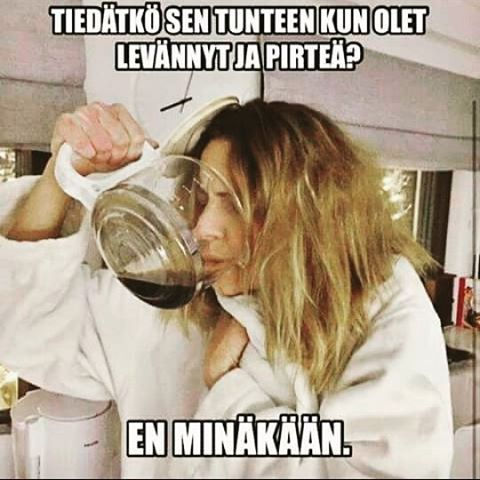 TIEDÄTKÖ SEN TUNTEEN KUN OLET
LEVÄNNYT JA PIRTEÄ?
EN MINÄKÄÄN.